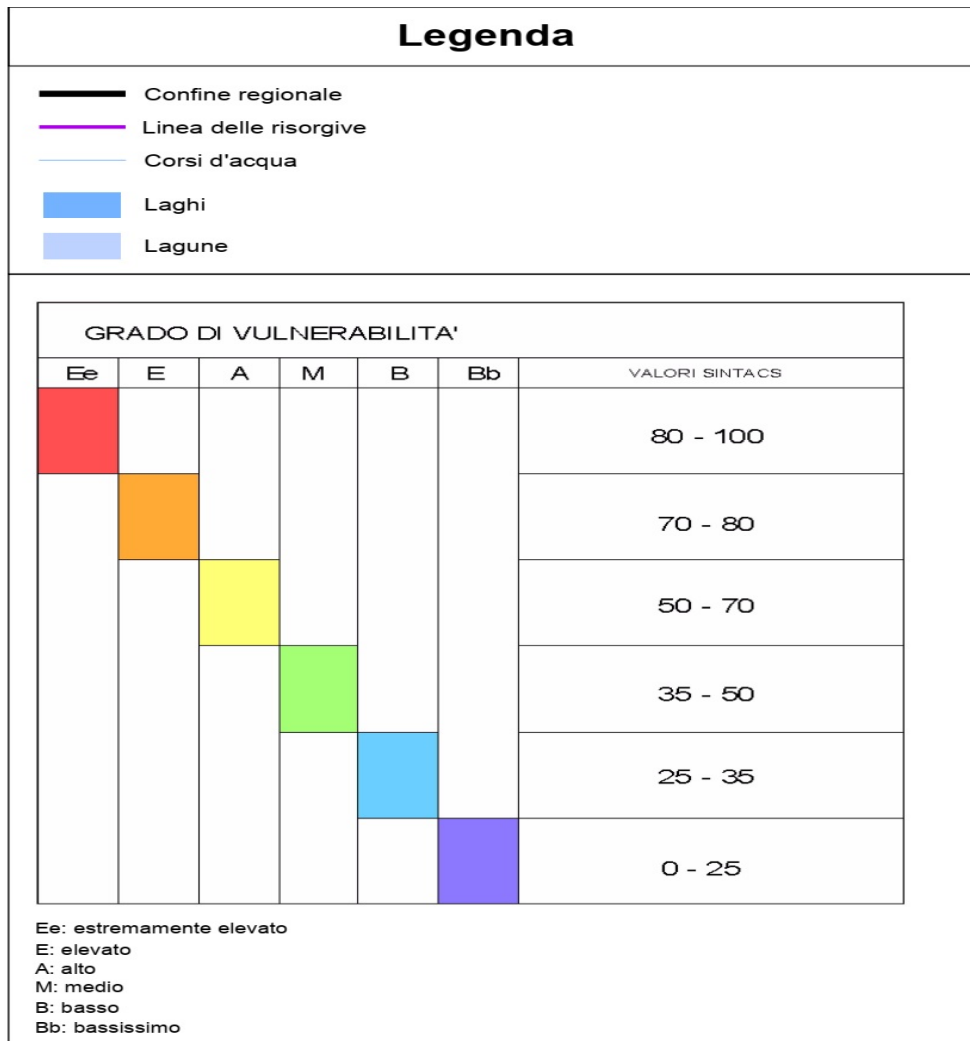 Legenda
Confine regionale
Linea delle risorgive
Corsi d'acqua
Laghi
Lagune
GRADO DI VULNERABILITA'
Ee E A M B Bb VALORI SINTACS
80 - 100
70 - 80
50 - 70
35 - 50
25 - 35
0 - 25
Ee: estremamente elevato
E: elevato
A: alto
M: medio
B: basso
Bb: bassissimo